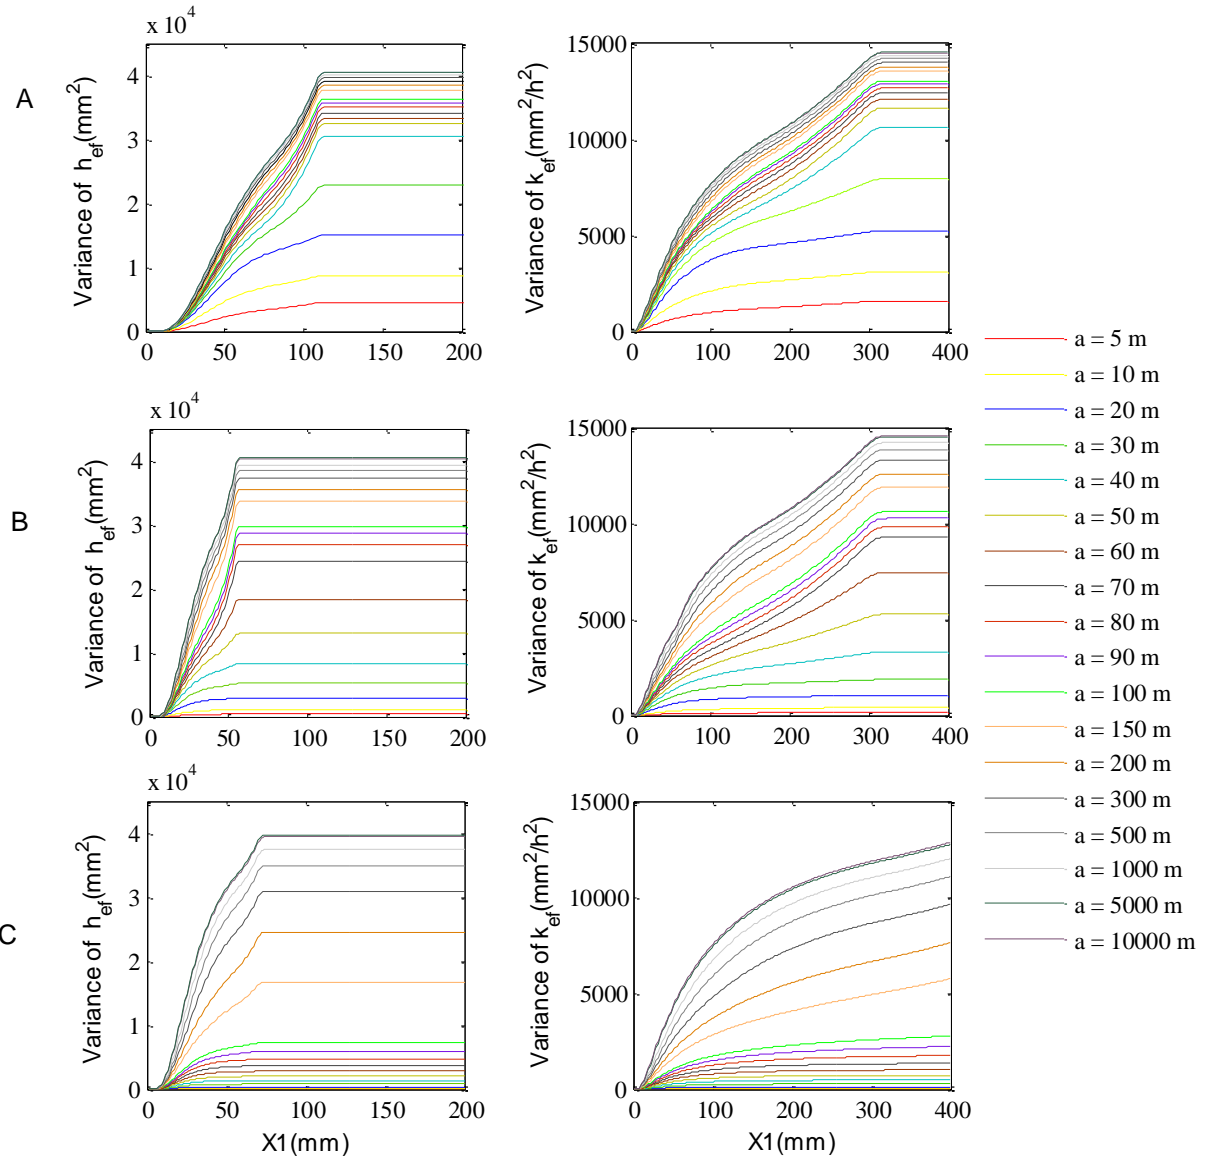 x 10^4
A
Variance of h_ef(mm^2)
4
3
2
1
0
0 50 100 150 200
Variance of k_ef(mm^2/h^2)
15000
10000
5000
0
0 100 200 300 400
x 10^4
B
Variance of h_ef(mm^2)
4
3
2
1
0
0 50 100 150 200
Variance of k_ef(mm^2/h^2)
15000
10000
5000
0
0 100 200 300 400
x 10^4
C
Variance of h_ef(mm^2)
4
3
2
1
0
0 50 100 150 200
X1(mm)
Variance of k_ef(mm^2/h^2)
15000
10000
5000
0
0 100 200 300 400
X1(mm)
a = 5 m
a = 10 m
a = 20 m
a = 30 m
a = 40 m
a = 50 m
a = 60 m
a = 70 m
a = 80 m
a = 90 m
a = 100 m
a = 150 m
a = 200 m
a = 300 m
a = 500 m
a = 1000 m
a = 5000 m
a = 10000 m